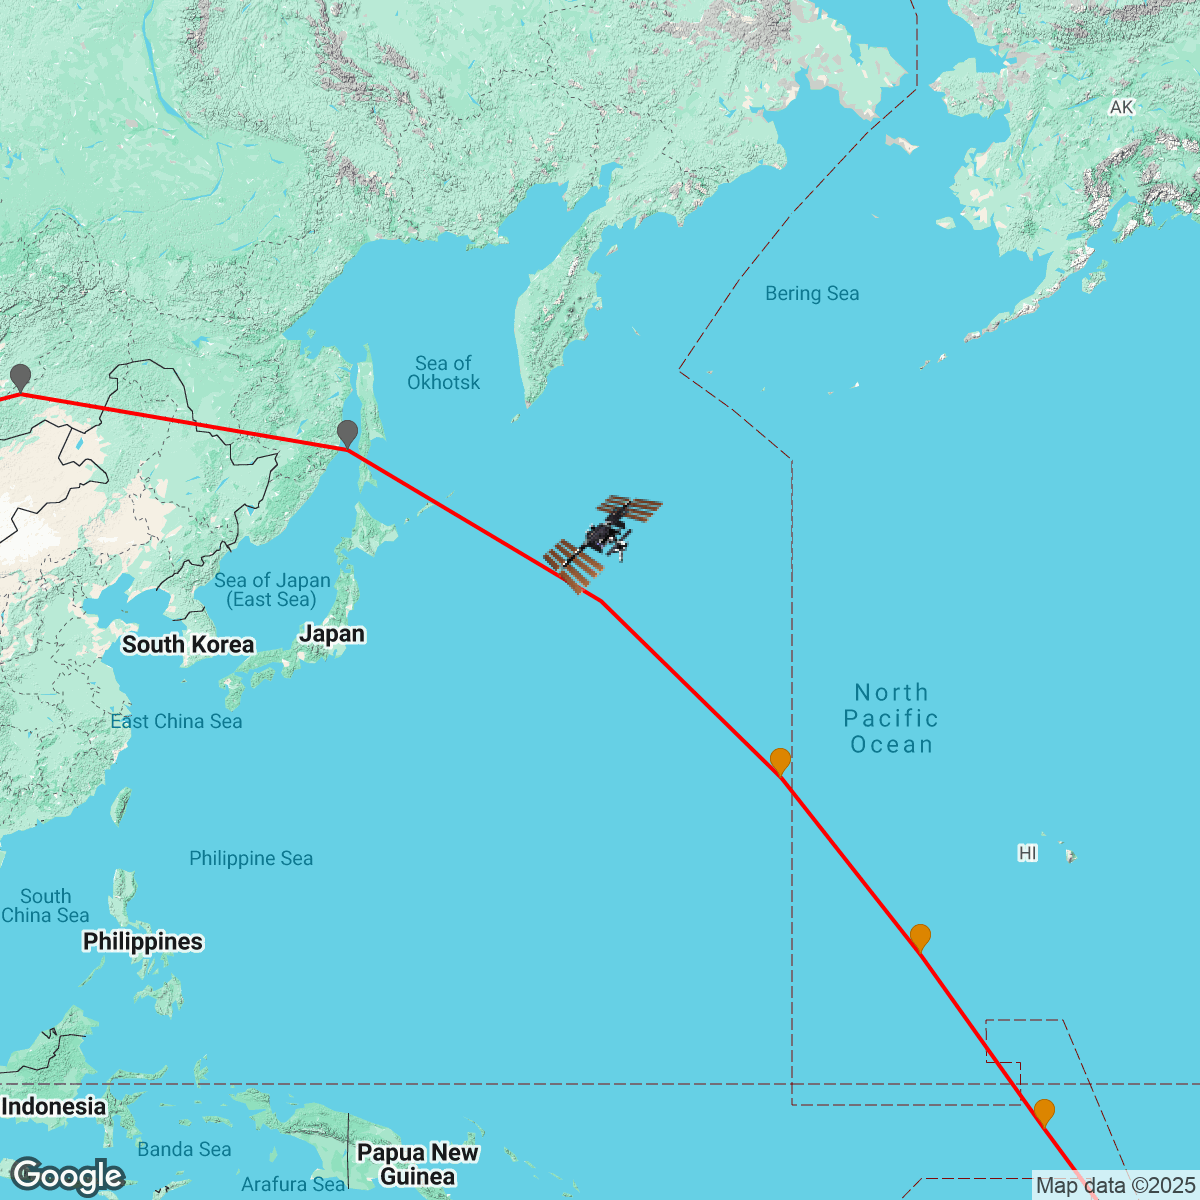 AK
Bering Sea
Sea of
Okhotsk
Sea of Japan
(East Sea)
Japan
South Korea
North
Pacific
Ocean
East China Sea
HI
Philippine Sea
South
China Sea
Philippines
Indonesia
Banda Sea
Papua New
Guinea
Arafura Sea
Google
Map data ©2025